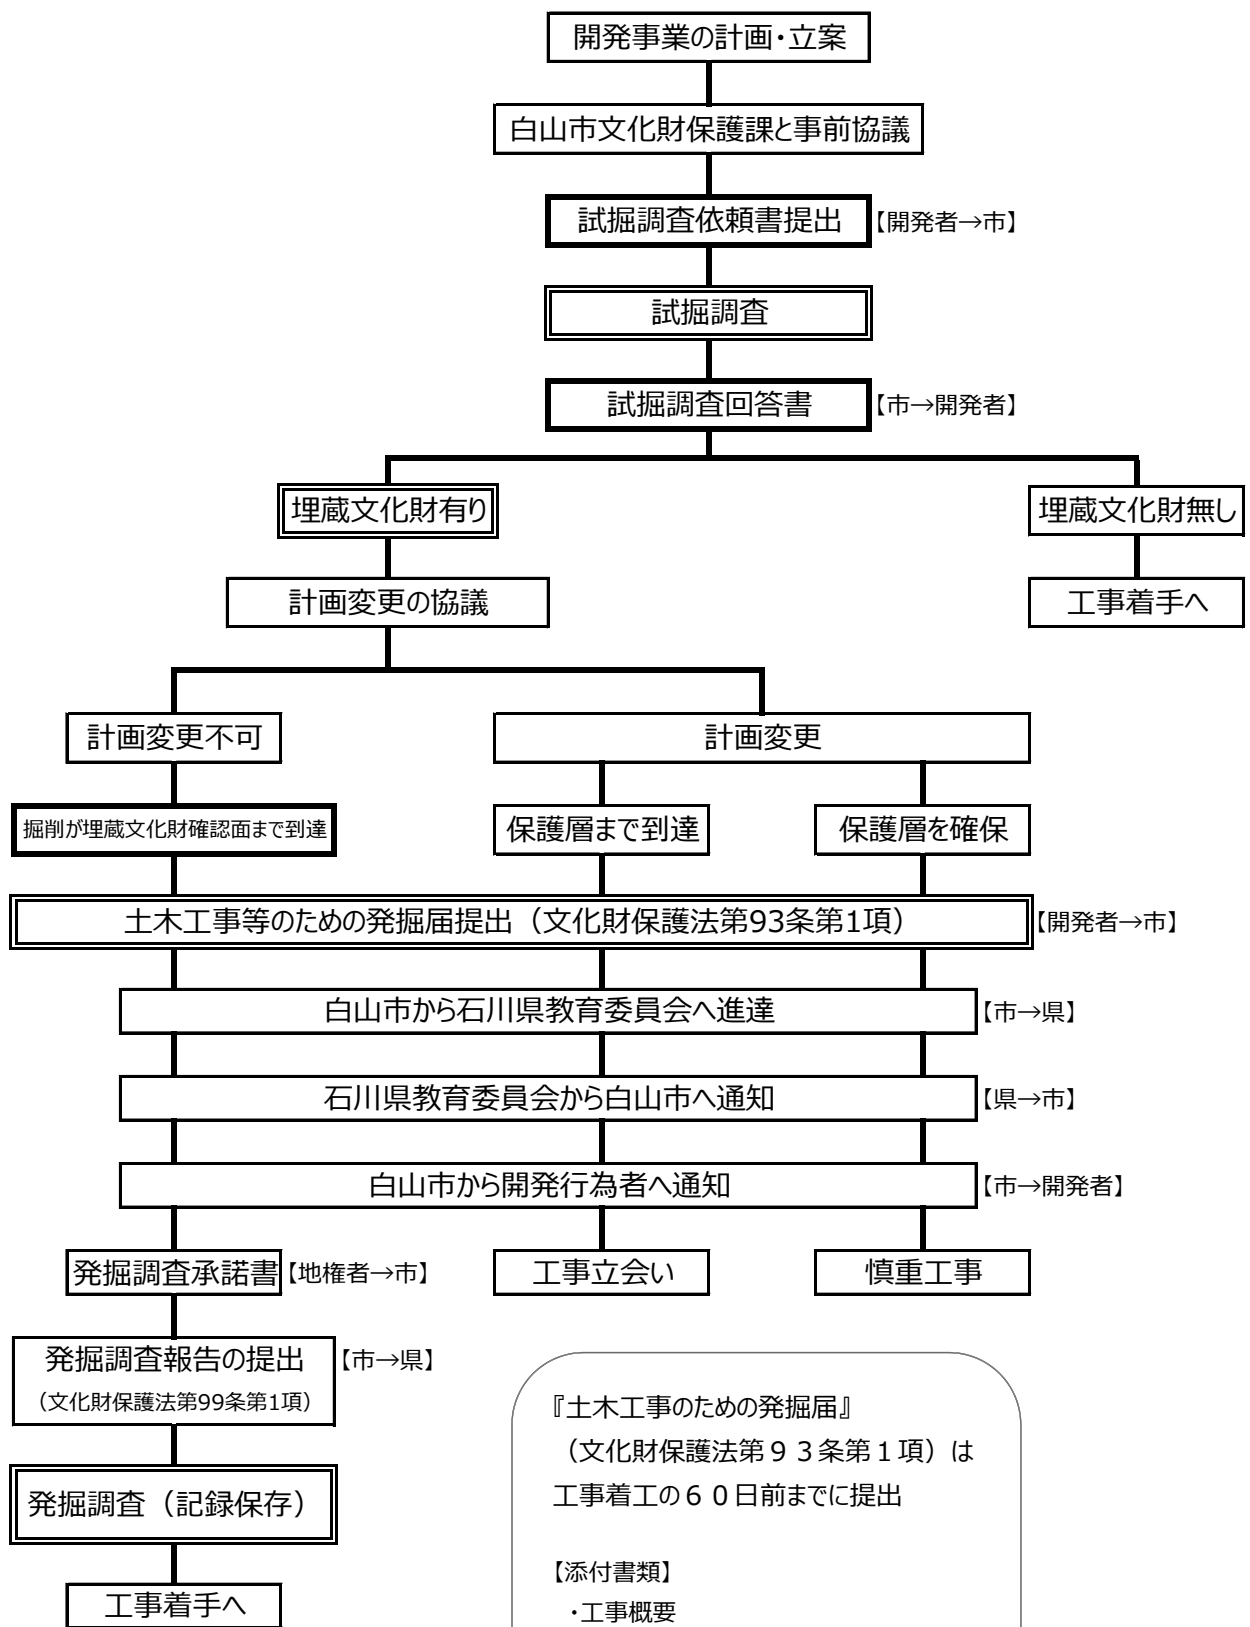 開発事業の計画・立案
白山市文化財保護課と事前協議
試掘調査依頼書提出 【開発者→市】
試掘調査
試掘調査回答書 【市→開発者】
埋蔵文化財有り 埋蔵文化財無し
計画変更の協議 工事着手へ
計画変更不可 計画変更
掘削が埋蔵文化財確認面まで到達 保護層まで到達 保護層を確保
土木工事等のための発掘届提出（文化財保護法第93条第1項） 【開発者→市】
白山市から石川県教育委員会へ進達 【市→県】
石川県教育委員会から白山市へ通知 【県→市】
白山市から開発行為者へ通知 【市→開発者】
発掘調査承諾書 【地権者→市】 工事立会い 慎重工事
発掘調査報告の提出 【市→県】
（文化財保護法第99条第1項）
発掘調査（記録保存）
工事着手へ
『土木工事のための発掘届』
（文化財保護法第９３条第１項）は
工事着工の６０日前までに提出
【添付書類】
・工事概要